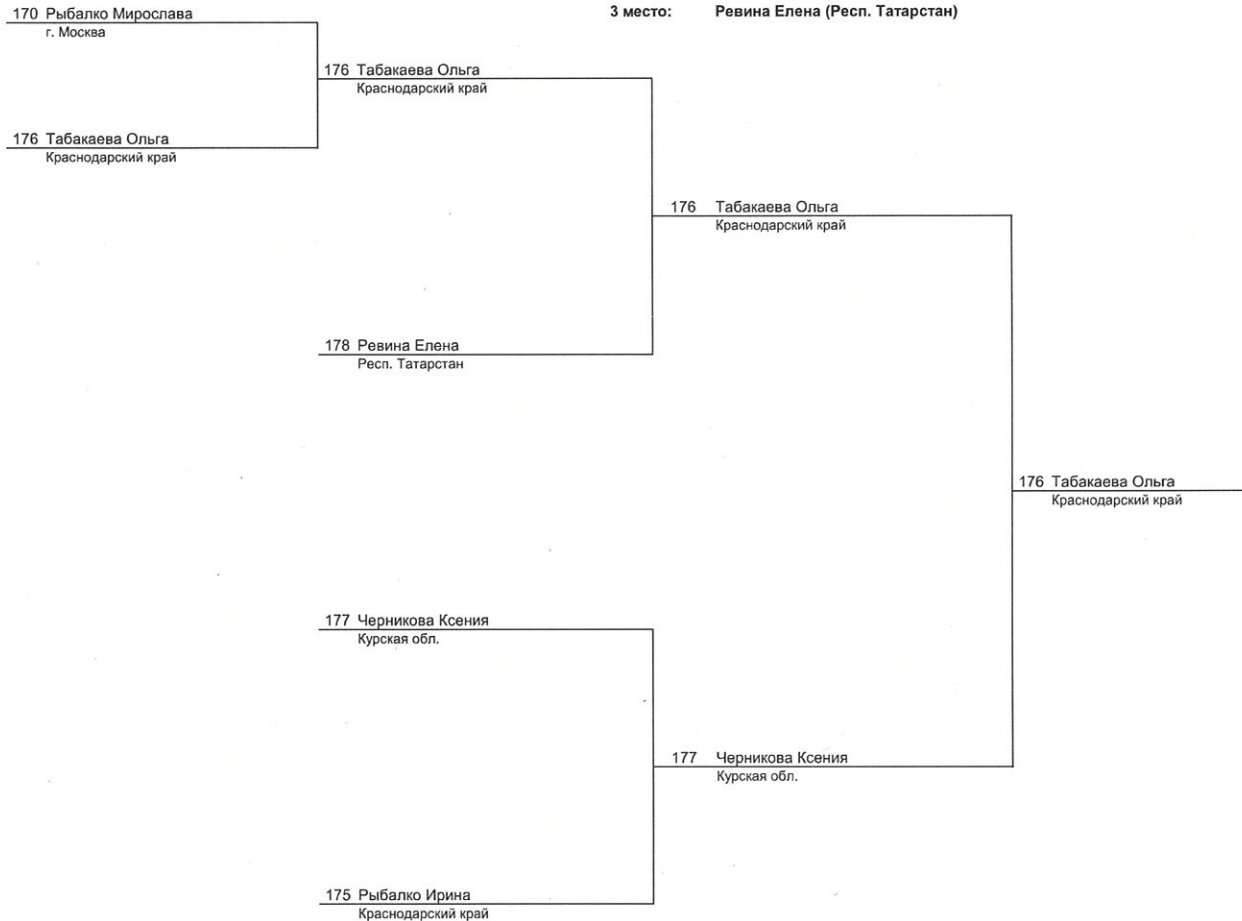 170 Рыбалко Мирослава
г. Москва
3 место: Ревина Елена (Респ. Татарстан)
176 Табакаева Ольга
Краснодарский край
176 Табакаева Ольга
Краснодарский край
176 Табакаева Ольга
Краснодарский край
178 Ревина Елена
Респ. Татарстан
176 Табакаева Ольга
Краснодарский край
177 Черникова Ксения
Курская обл.
177 Черникова Ксения
Курская обл.
175 Рыбалко Ирина
Краснодарский край